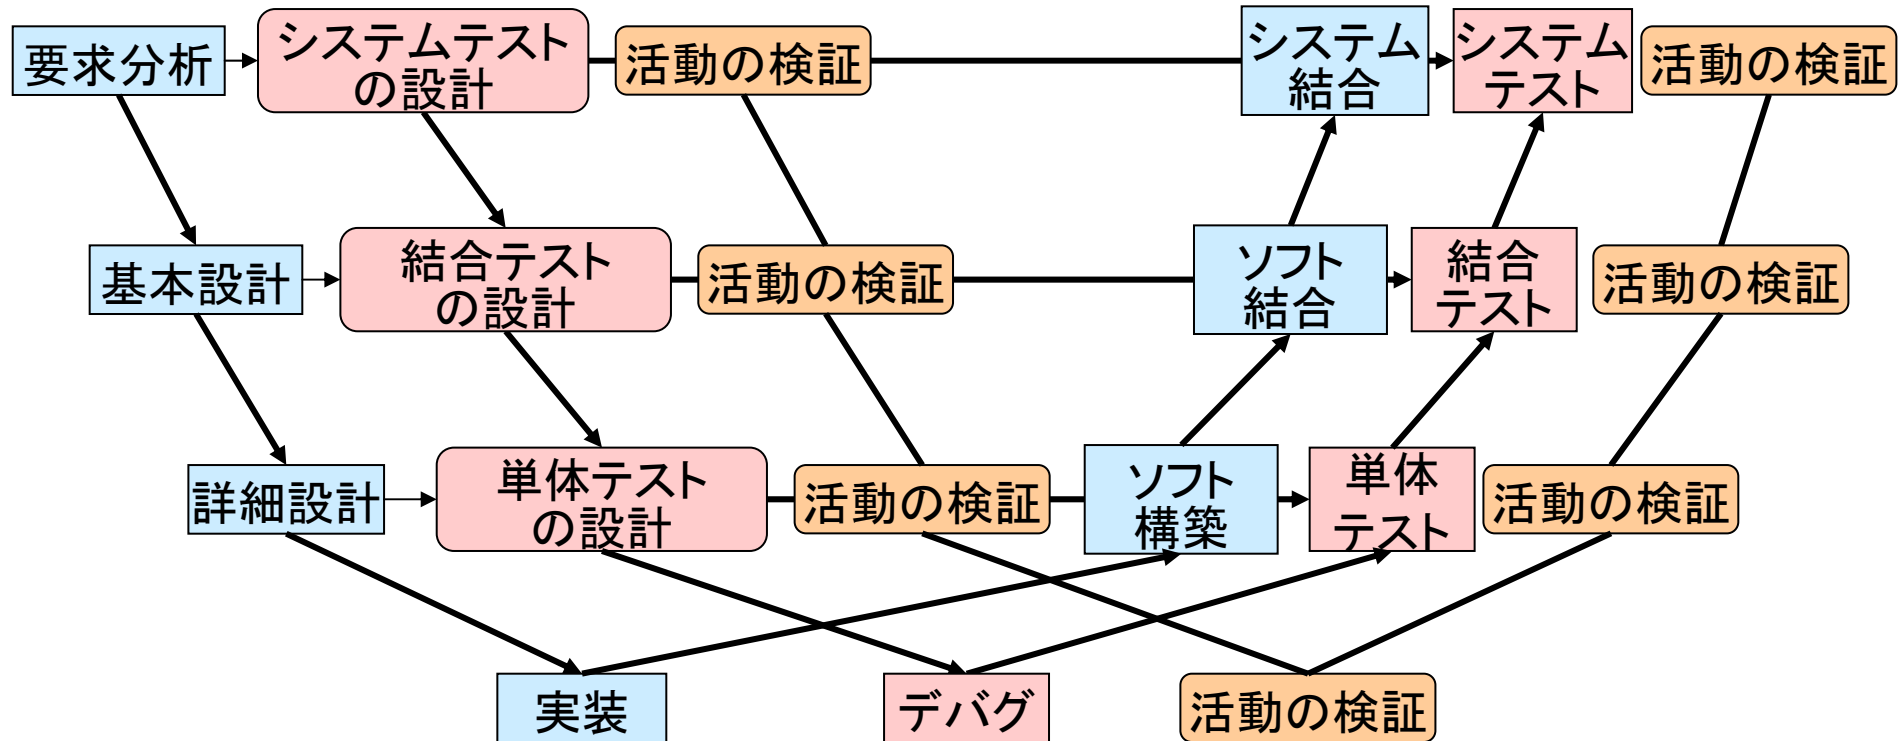 要求分析
システムテスト
の設計
活動の検証
システム
結合
システム
テスト
活動の検証
基本設計
結合テスト
の設計
活動の検証
ソフト
結合
結合
テスト
活動の検証
詳細設計
単体テスト
の設計
活動の検証
ソフト
構築
単体
テスト
活動の検証
実装
デバグ
活動の検証